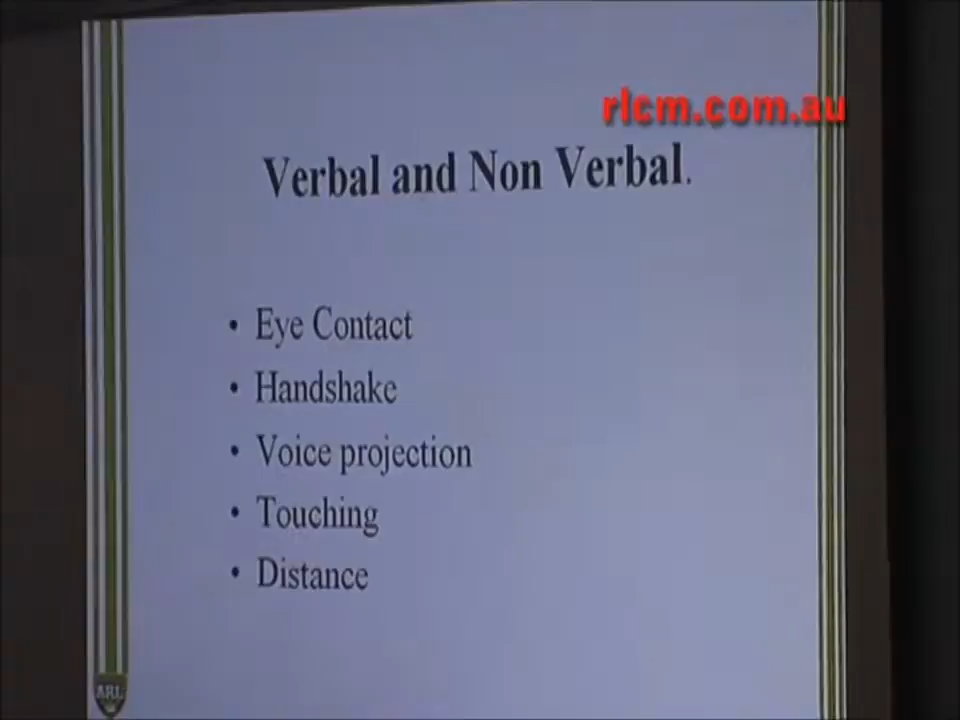 rlcm.com.au
Verbal and Non Verbal.
• Eye Contact
• Handshake
• Voice projection
• Touching
• Distance
ARL